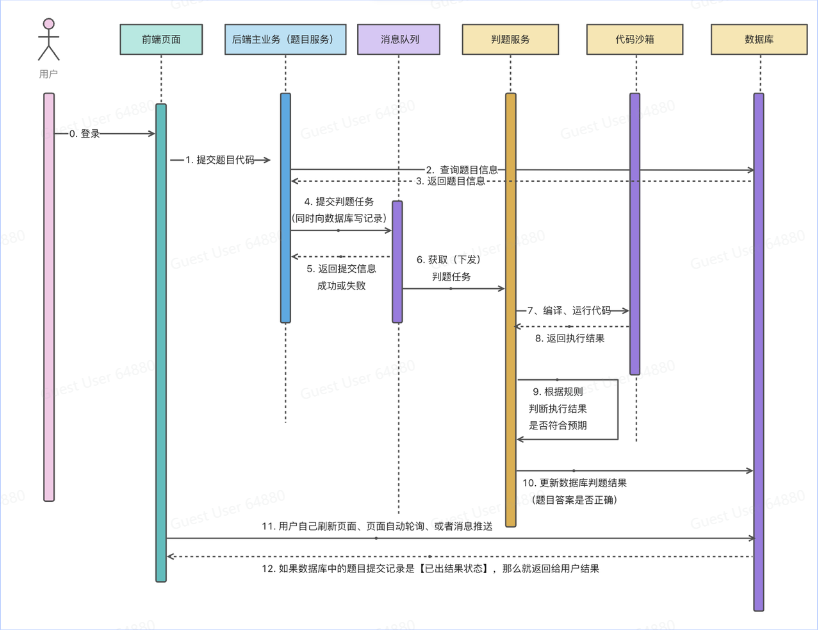 前端页面
后端主业务（题目服务）
消息队列
判题服务
代码沙箱
数据库
用户
0. 登录
1. 提交题目代码
2. 查询题目信息
3. 返回题目信息
4. 提交判题任务
（同时向数据库写记录）
5. 返回提交信息
成功或失败
6. 获取（下发）
判题任务
7、编译、运行代码
8. 返回执行结果
9. 根据规则
判断执行结果
是否符合预期
10. 更新数据库判题结果
（题目答案是否正确）
11. 用户自己刷新页面、页面自动轮询、或者消息推送
12. 如果数据库中的题目提交记录是【已出结果状态】，那么就返回给用户结果
Guest User 64880